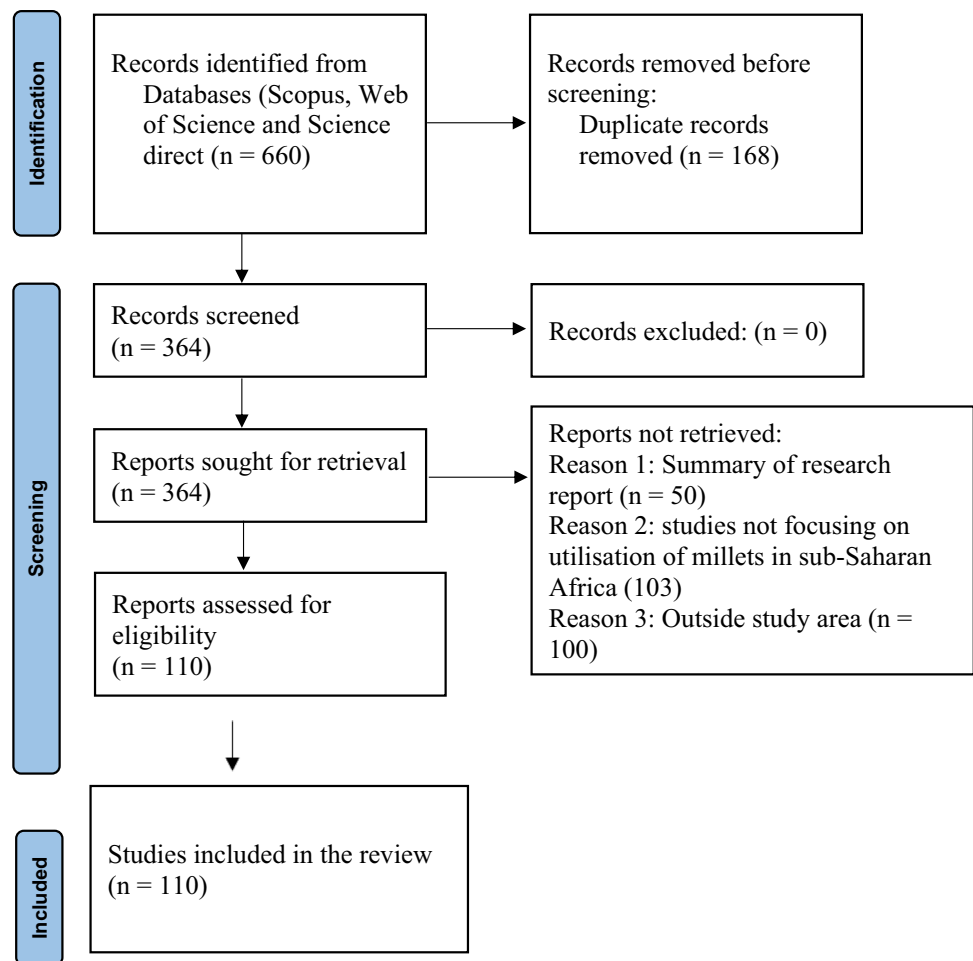 Identification
Records identified from
Databases (Scopus, Web
of Science and Science
direct (n = 660)
Records removed before
screening:
Duplicate records
removed (n = 168)
Screening
Records screened
(n = 364)
Records excluded: (n = 0)
Reports sought for retrieval
(n = 364)
Reports not retrieved:
Reason 1: Summary of research
report (n = 50)
Reason 2: studies not focusing on
utilisation of millets in sub-Saharan
Africa (103)
Reason 3: Outside study area (n =
100)
Reports assessed for
eligibility
(n = 110)
Included
Studies included in the review
(n = 110)